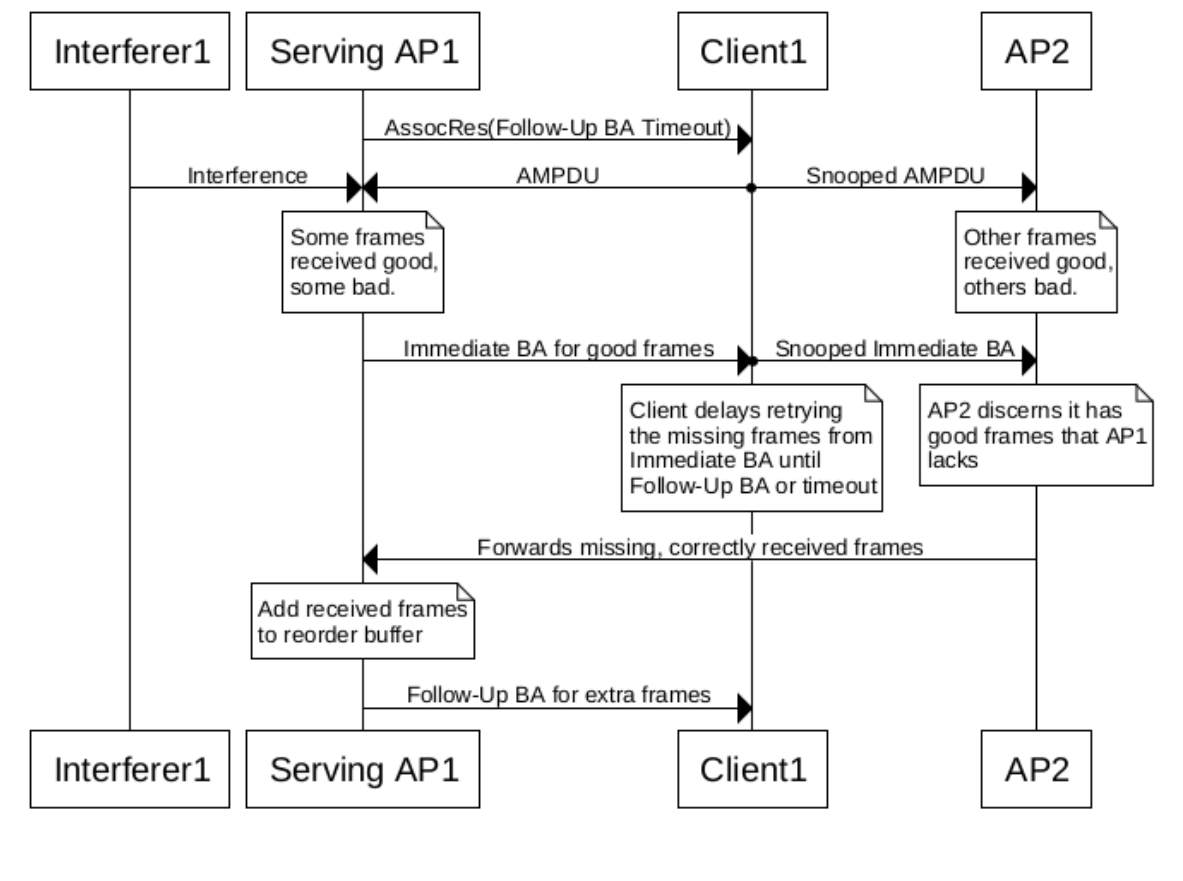 Interferer1
Serving AP1
Client1
AP2
AssocRes(Follow-Up BA Timeout)
Interference
AMPDU
Snooped AMPDU
Some frames
received good,
some bad.
Other frames
received good,
others bad.
Immediate BA for good frames
Snooped Immediate BA
Client delays retrying
the missing frames from
Immediate BA until
Follow-Up BA or timeout
AP2 discerns it has
good frames that AP1
lacks
Forwards missing, correctly received frames
Add received frames
to reorder buffer
Follow-Up BA for extra frames
Interferer1
Serving AP1
Client1
AP2